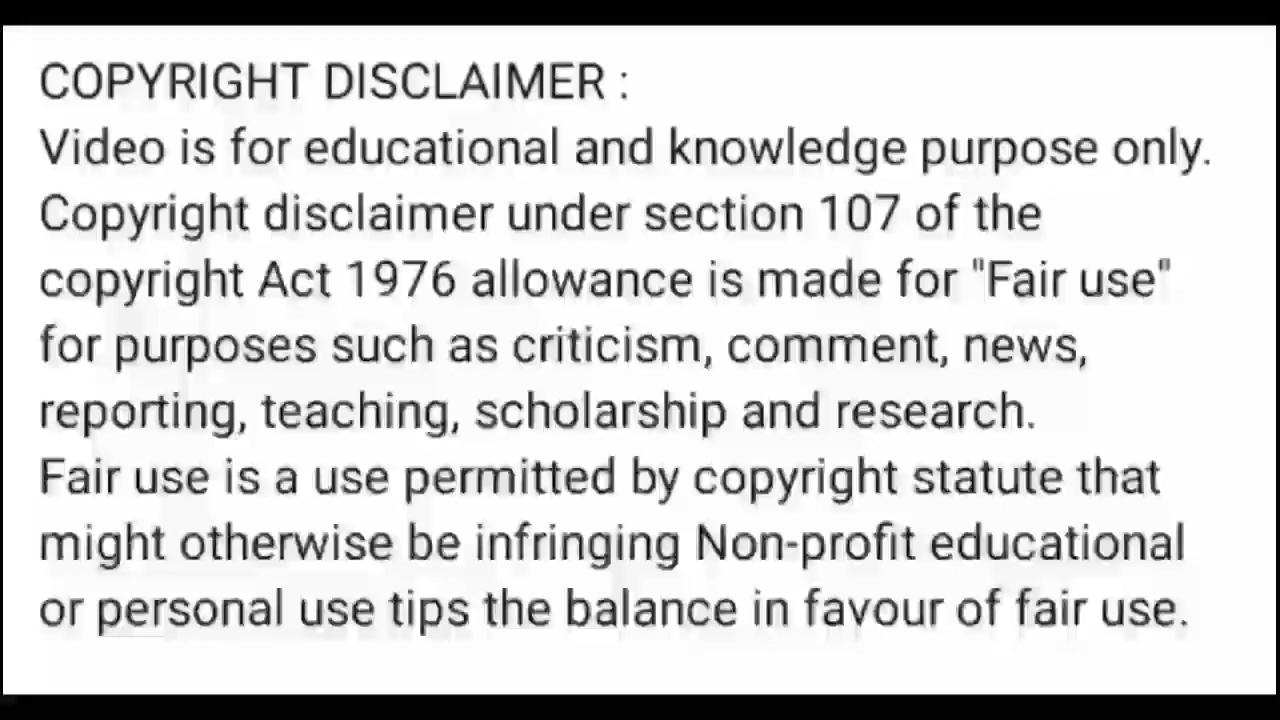 COPYRIGHT DISCLAIMER :
Video is for educational and knowledge purpose only.
Copyright disclaimer under section 107 of the
copyright Act 1976 allowance is made for "Fair use"
for purposes such as criticism, comment, news,
reporting, teaching, scholarship and research.
Fair use is a use permitted by copyright statute that
might otherwise be infringing Non-profit educational
or personal use tips the balance in favour of fair use.